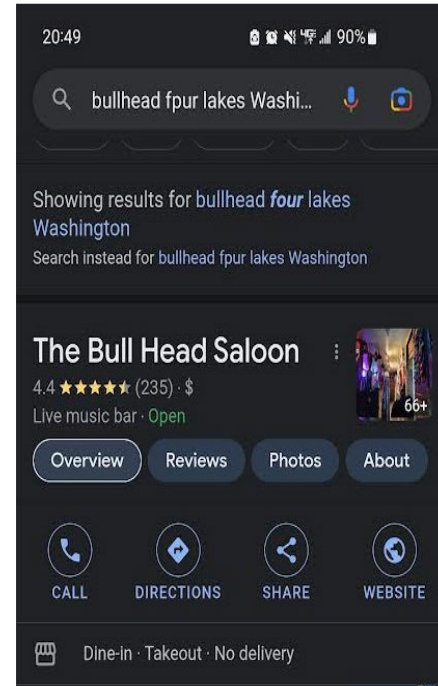 20:49 90%
bullhead fpur lakes Washi...
Showing results for bullhead four lakes
Washington
Search instead for bullhead fpur lakes Washington
The Bull Head Saloon
4.4 (235) · $
66+
Live music bar · Open
Overview Reviews Photos About
CALL DIRECTIONS SHARE WEBSITE
Dine-in · Takeout · No delivery